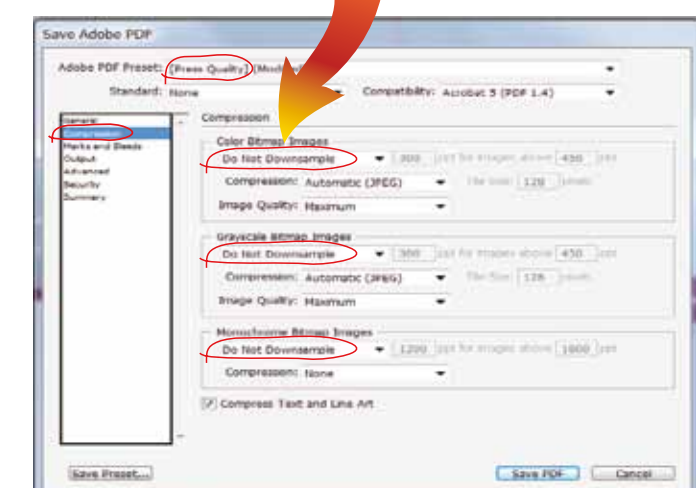 Save Adobe PDF
Adobe PDF Preset: [Press Quality]
Standard: None Compatibility: Acrobat 5 (PDF 1.4)
General
Compression
Marks and Bleeds
Output
Advanced
Security
Summary
Compression
Color Bitmap Images
Do Not Downsample 300 ppi for images above 450 ppi
Compression: Automatic (JPEG) Tile Size: 128 pixels
Image Quality: Maximum
Grayscale Bitmap Images
Do Not Downsample 300 ppi for images above 450 ppi
Compression: Automatic (JPEG) Tile Size: 128 pixels
Image Quality: Maximum
Monochrome Bitmap Images
Do Not Downsample 1200 ppi for images above 1800 ppi
Compression: None
Compress Text and Line Art
Save Preset... Save PDF Cancel